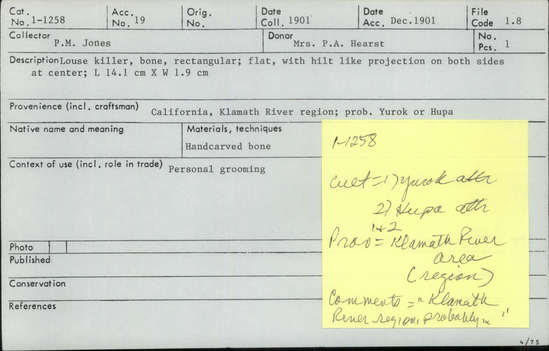 Cat. No. 1-1258 Acc. No. 19 Orig. No. Date Coll. 1901 Date Acc. Dec.1901 File Code 1.8
Collector P.M. Jones Donor Mrs. P.A. Hearst No. Pcs. 1
Description Louse killer, bone, rectangular; flat, with hilt like projection on both sides
at center; L 14.1 cm X W 1.9 cm
Provenience (incl. craftsman) California, Klamath River region; prob. Yurok or Hupa
Native name and meaning Materials, techniques
Handcarved bone
Context of use (incl. role in trade) Personal grooming
Photo
Published
Conservation
References
4/75
1-1258
Cult = 1) Yurok attr
2) Hupa attr
1+2
Prov = Klamath River
area
(region)
Comments = "Klamath
River region, probably... "